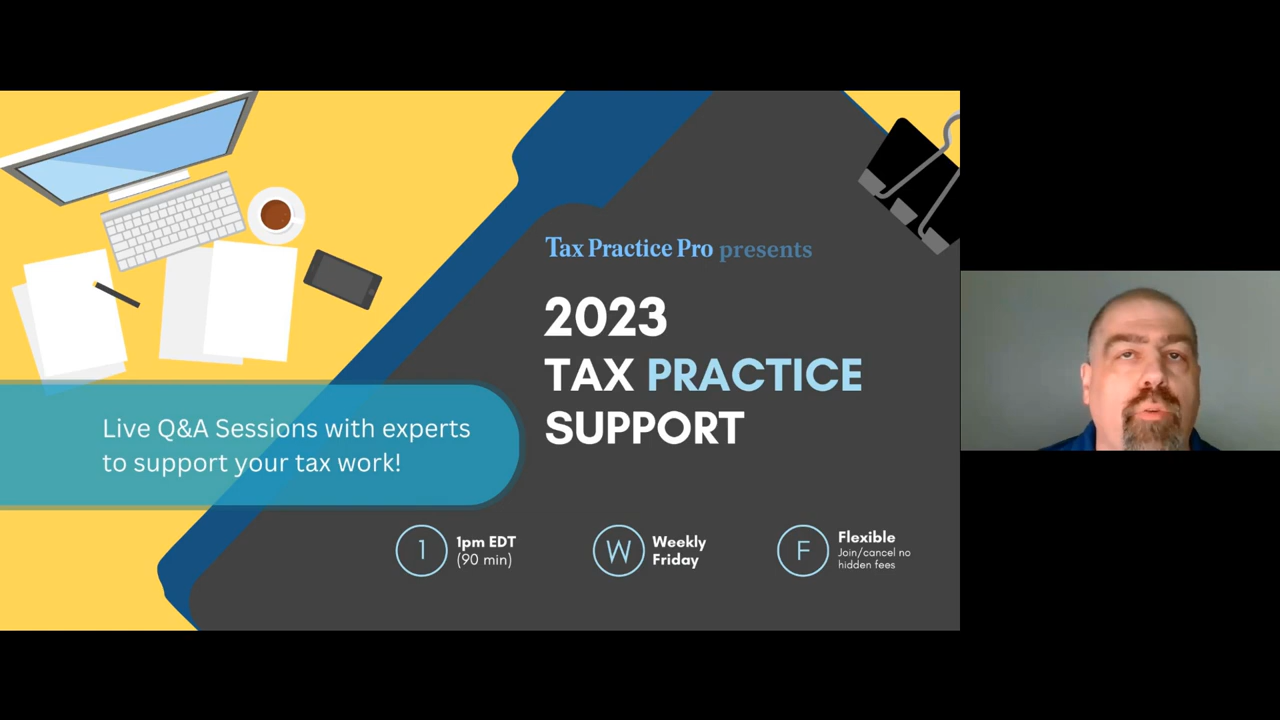 Tax Practice Pro presents
2023
TAX PRACTICE
SUPPORT
Live Q&A Sessions with experts
to support your tax work!
1
1pm EDT
(90 min)
W
Weekly
Friday
F
Flexible
Join/cancel no
hidden fees